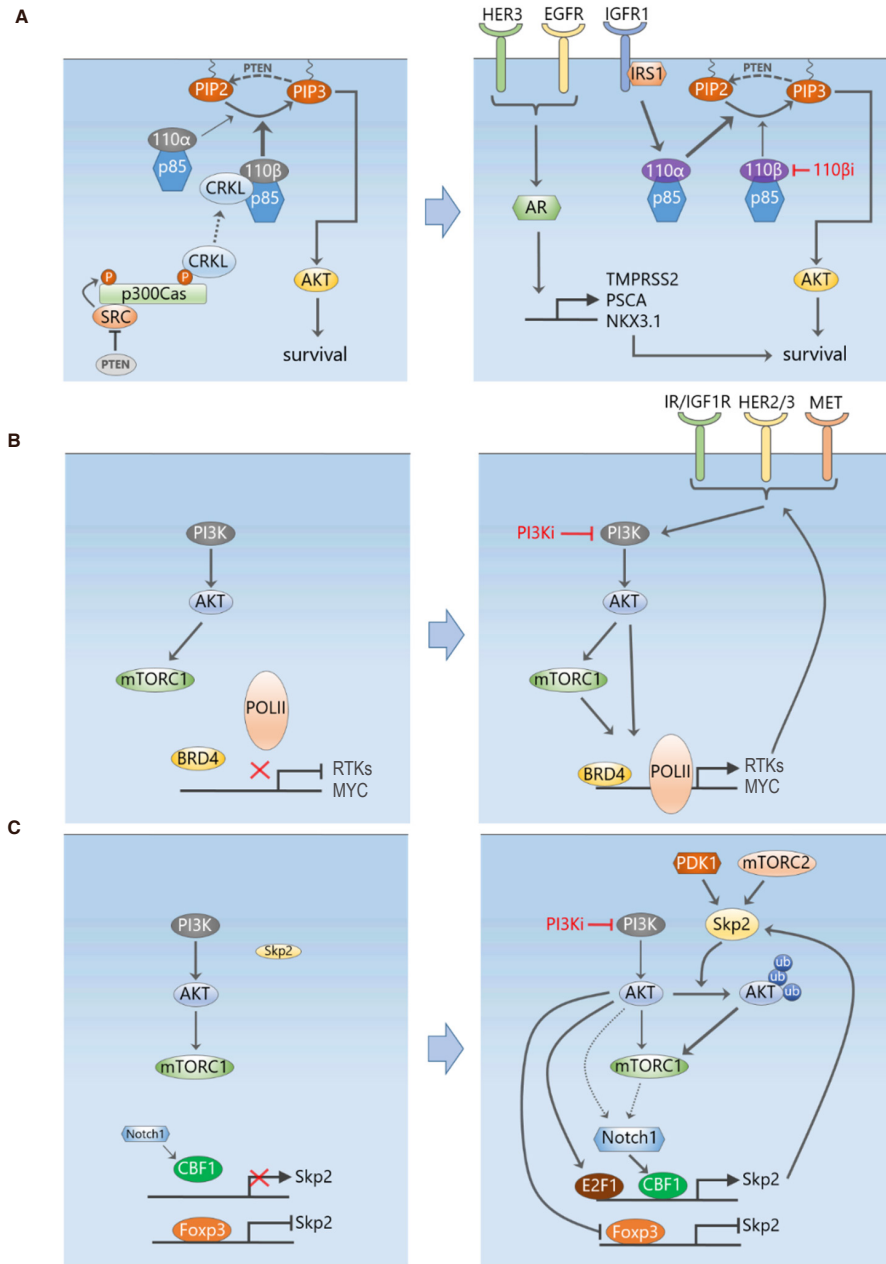 A
PTEN
PIP2
PIP3
110α
p85
110β
CRKL
p85
CRKL
P
P
p300Cas
SRC
PTEN
AKT
survival
HER3
EGFR
IGFR1
IRS1
PTEN
PIP2
PIP3
110α
p85
110β
110βi
p85
AR
AKT
TMPRSS2
PSCA
NKX3.1
survival
B
PI3K
AKT
mTORC1
POLII
BRD4
RTKs
MYC
IR/IGF1R
HER2/3
MET
PI3Ki
PI3K
AKT
mTORC1
BRD4
POLII
RTKs
MYC
C
PI3K
Skp2
AKT
mTORC1
Notch1
CBF1
Skp2
Foxp3
Skp2
PDK1
mTORC2
PI3Ki
PI3K
Skp2
AKT
AKT
ub
ub
ub
mTORC1
Notch1
E2F1
CBF1
Skp2
Foxp3
Skp2